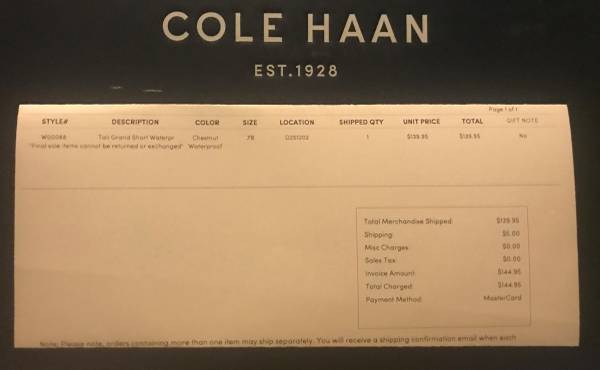 COLE HAAN
EST.1928
Page 1 of 1
STYLE# DESCRIPTION COLOR SIZE LOCATION SHIPPED QTY UNIT PRICE TOTAL GIFT NOTE
W00088 Tali Grand Short Waterpr Chestnut 7B 1 $139.95 $139.95 No
"Final sale items cannot be returned or exchanged" Waterproof
Total Merchandise Shipped: $139.95
Shipping: $5.00
Misc Charges: $0.00
Sales Tax: $0.00
Invoice Amount: $144.95
Total Charged: $144.95
Payment Method: MasterCard
Note: Please note, orders containing more than one item may ship separately. You will receive a shipping confirmation email when each